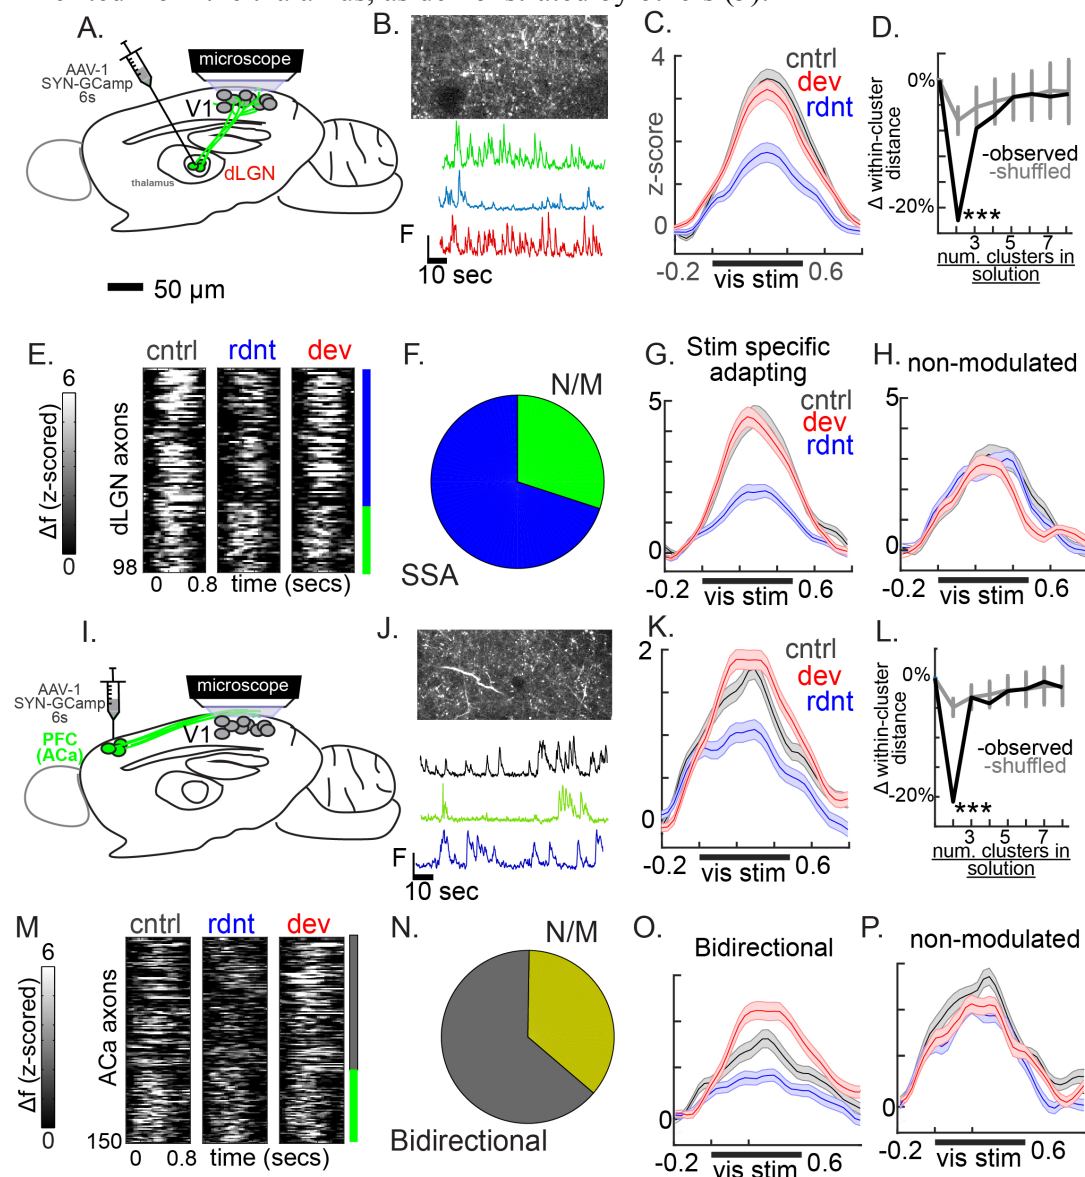 A.
AAV-1
SYN-GCamp
6s
microscope
V1
thalamus
dLGN
50 µm
B.
F
10 sec
C.
4
z-score
0
cntrl
dev
rdnt
-0.2
0.6
vis stim
D.
0%
-20%
Δ within-cluster
distance
-observed
-shuffled
***
3 5 7
num. clusters in
solution
E.
cntrl rdnt dev
6
Δf (z-scored)
0
dLGN axons
98
0 0.8 time (secs)
F.
N/M
SSA
G.
Stim specific
adapting
5
cntrl
dev
rdnt
0
-0.2 0.6
vis stim
H.
non-modulated
5
0
-0.2 0.6
vis stim
I.
AAV-1
SYN-GCamp
6s
PFC
(ACa)
microscope
V1
J.
F
10 sec
K.
2
cntrl
dev
rdnt
0
-0.2 0.6
vis stim
L.
0%
-20%
Δ within-cluster
distance
-observed
-shuffled
***
3 5 7
num. clusters in
solution
M
cntrl rdnt dev
6
Δf (z-scored)
0
ACa axons
150
0 0.8 time (secs)
N.
N/M
Bidirectional
O.
Bidirectional
0
-0.2 0.6
vis stim
P.
non-modulated
0
-0.2 0.6
vis stim